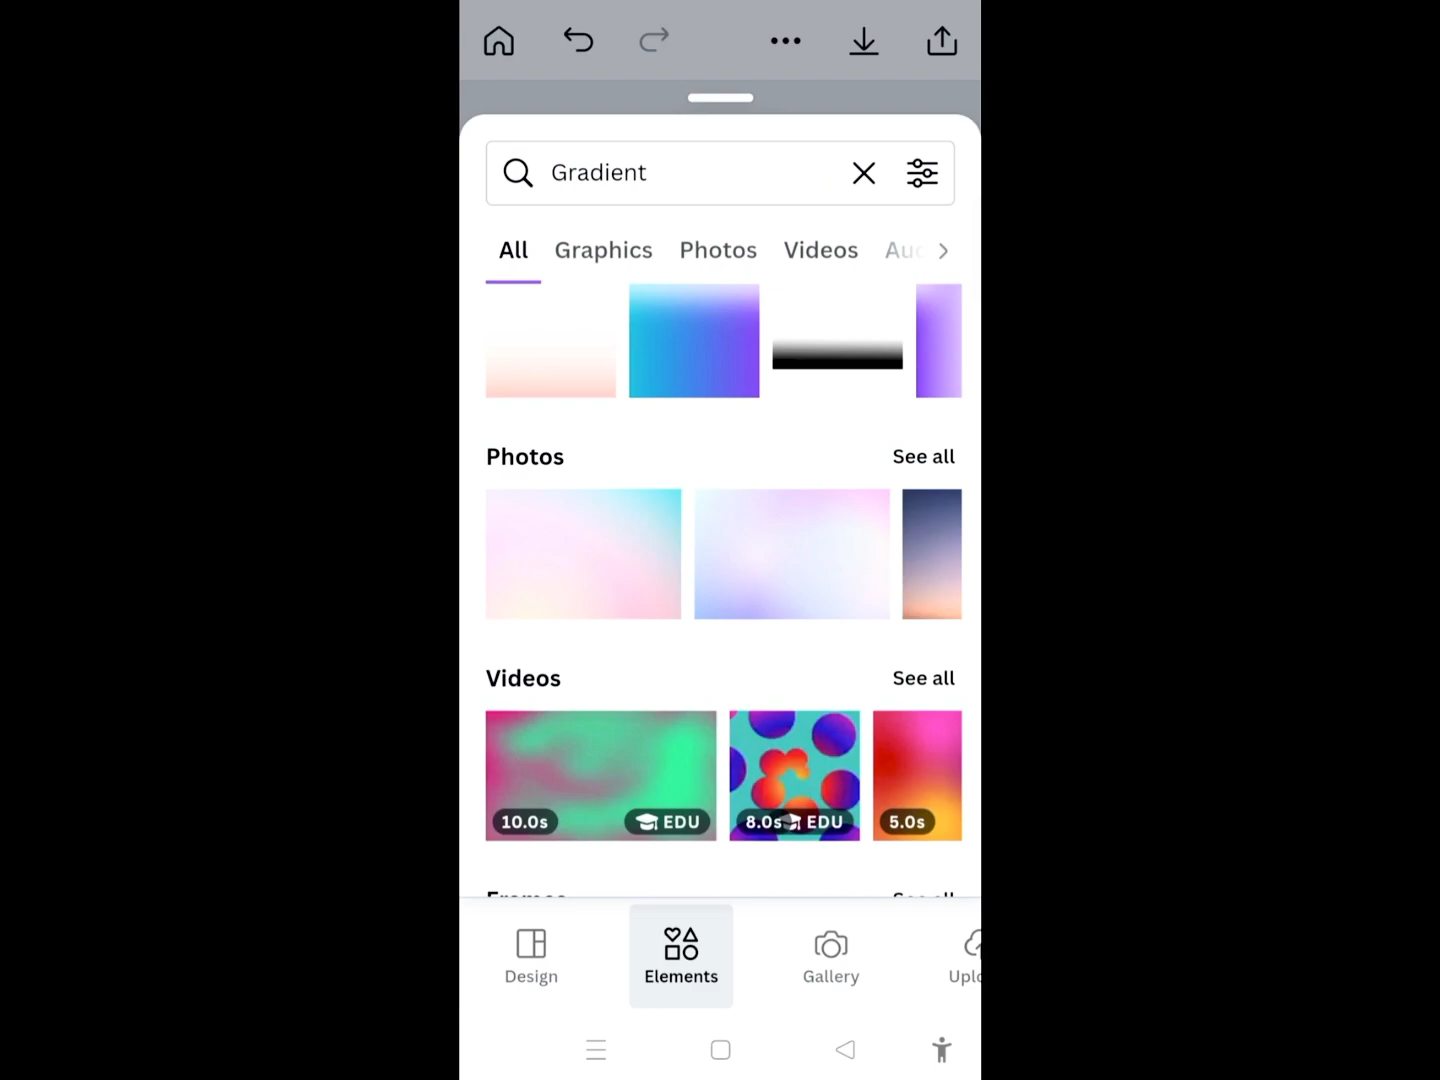 Gradient
All Graphics Photos Videos
Photos See all
Videos See all
10.0s EDU 8.0s EDU 5.0s
Design Elements Gallery